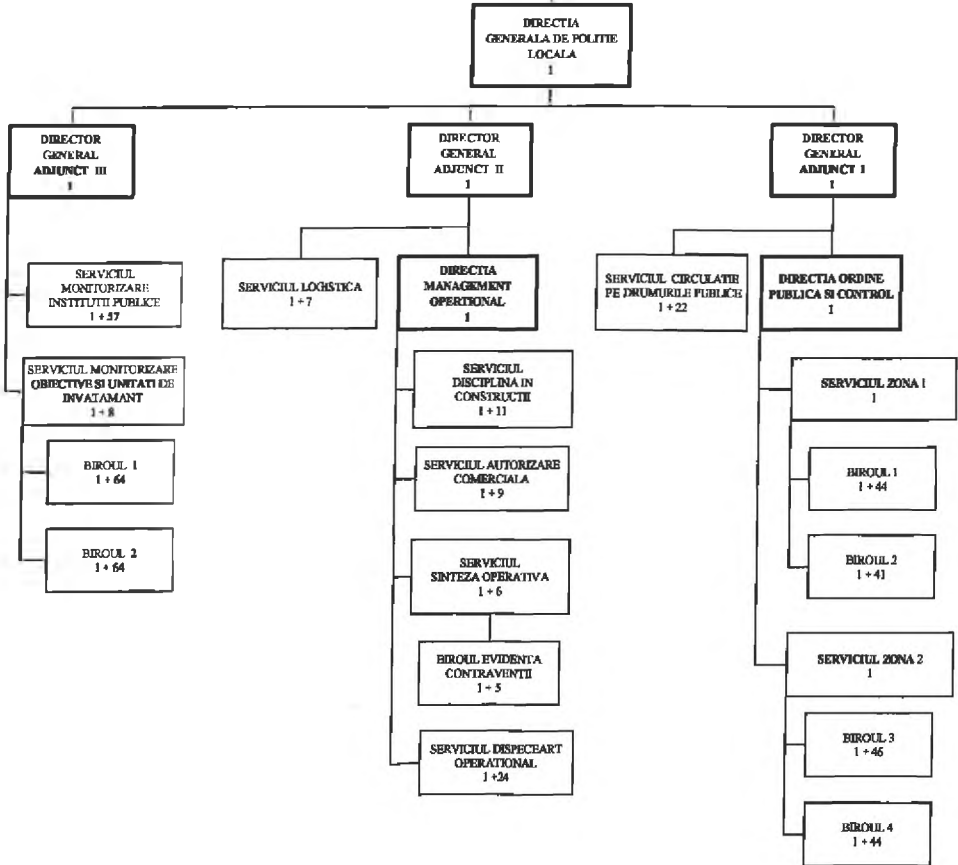 DIRECTIA
GENERALA DE POLITIE
LOCALA
1
DIRECTOR
GENERAL
ADJUNCT III
1
DIRECTOR
GENERAL
ADJUNCT II
1
DIRECTOR
GENERAL
ADJUNCT I
1
SERVICIUL
MONITORIZARE
INSTITUTII PUBLICE
1 + 57
SERVICIUL MONITORIZARE
OBIECTIVE SI UNITATI DE
INVATAMANT
1 + 8
BIROUL 1
1 + 64
BIROUL 2
1 + 64
SERVICIUL LOGISTICA
1 + 7
DIRECTIA
MANAGEMENT
OPERTIONAL
1
SERVICIUL
DISCIPLINA IN
CONSTRUCTII
1 + 11
SERVICIUL AUTORIZARE
COMERCIALA
1 + 9
SERVICIUL
SINTEZA OPERATIVA
1 + 6
BIROUL EVIDENTA
CONTRAVENTII
1 + 5
SERVICIUL DISPECEART
OPERATIONAL
1 +24
SERVICIUL CIRCULATIE
PE DRUMURILE PUBLICE
1 + 22
DIRECTIA ORDINE
PUBLICA SI CONTROL
1
SERVICIUL ZONA 1
1
BIROUL 1
1 +44
BIROUL 2
1 +41
SERVICIUL ZONA 2
1
BIROUL 3
1 +46
BIROUL 4
1 +44